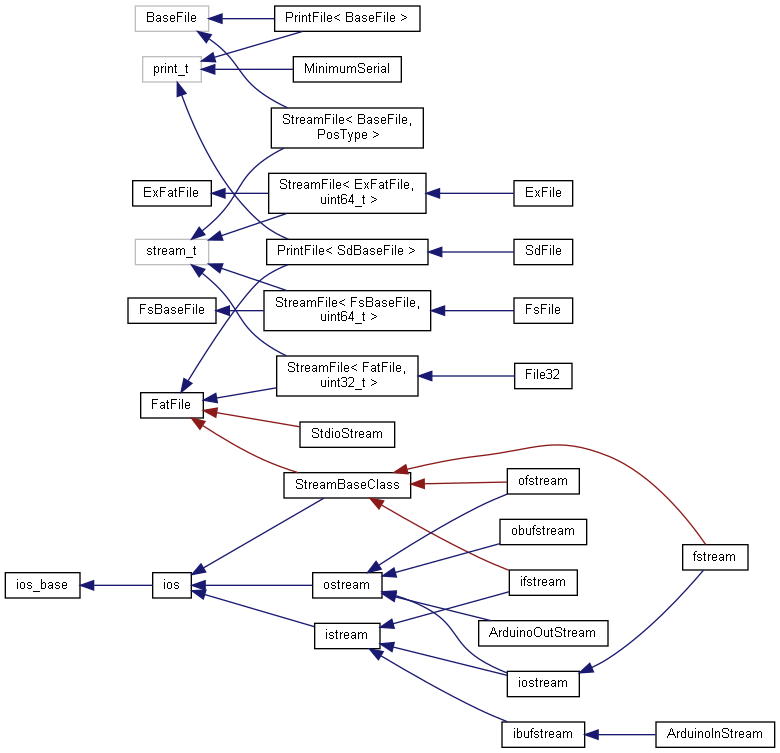 BaseFile
PrintFile< BaseFile >
print_t
MinimumSerial
StreamFile< BaseFile,
PosType >
ExFatFile
StreamFile< ExFatFile,
uint64_t >
ExFile
stream_t
PrintFile< SdBaseFile >
SdFile
FsBaseFile
StreamFile< FsBaseFile,
uint64_t >
FsFile
StreamFile< FatFile,
uint32_t >
File32
FatFile
StdioStream
StreamBaseClass
ofstream
obufstream
fstream
ios_base
ios
ostream
ifstream
istream
ArduinoOutStream
iostream
ibufstream
ArduinoInStream